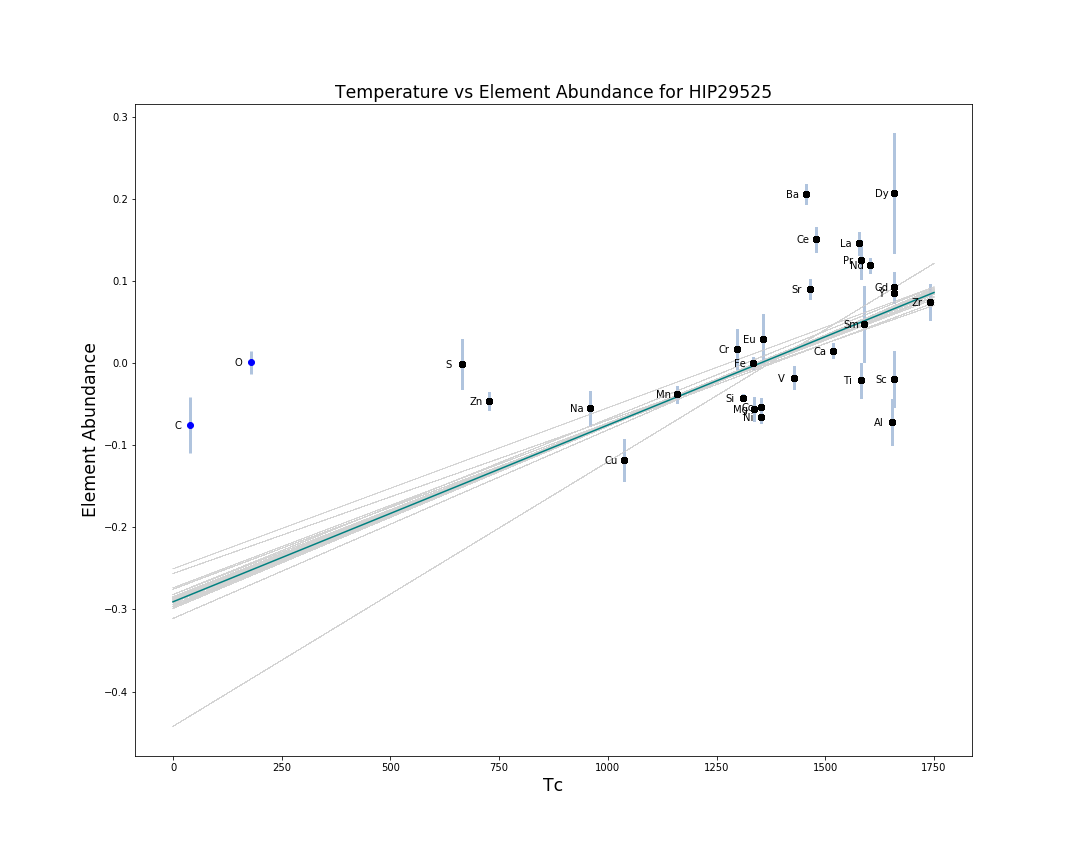 Temperature vs Element Abundance for HIP29525
0.3
0.2
0.1
0.0
−0.1
−0.2
−0.3
−0.4
Element Abundance
0
250
500
750
1000
1250
1500
1750
Tc
C
O
S
Zn
Na
Cu
Mn
Cr
Fe
Eu
Si
Mg
Co
Ni
V
Ba
Ce
Sr
Ca
La
Pr
Nd
Sm
Ti
Dy
Gd
Y
Zr
Sc
Al